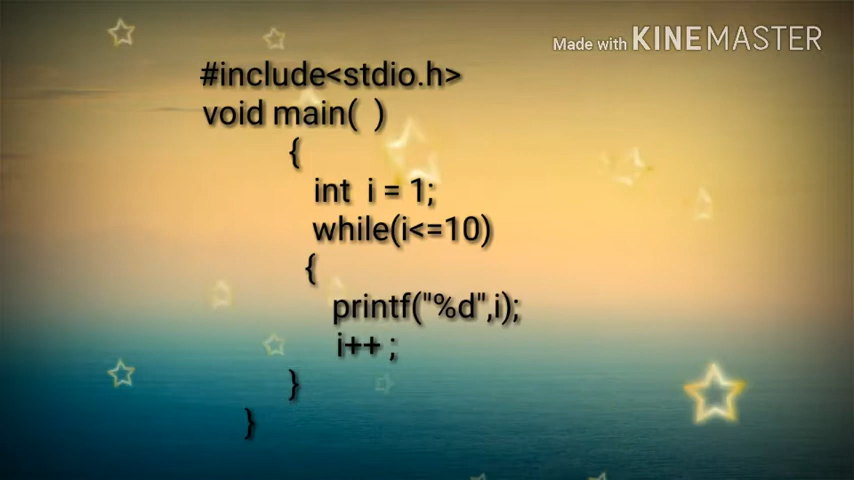 Made with KINEMASTER
#include<stdio.h>
void main(  )
{
int  i = 1;
while(i<=10)
{
printf("%d",i);
i++ ;
}
}